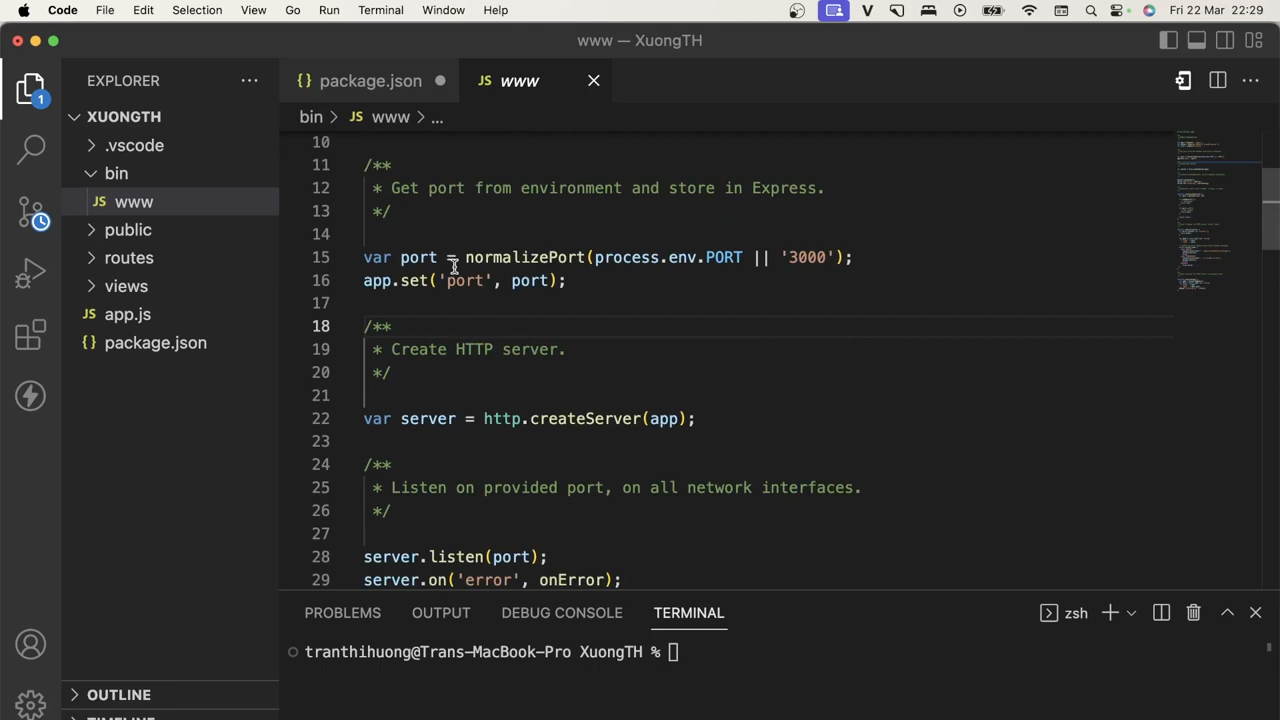 Code File Edit Selection View Go Run Terminal Window Help Fri 22 Mar 22:29
www — XuongTH
EXPLORER
XUONGTH
.vscode
bin
JS www
public
routes
views
JS app.js
{} package.json
OUTLINE
1
{} package.json
JS www
bin > JS www > ...
10
11 /**
12 * Get port from environment and store in Express.
13 */
14
15 var port = normalizePort(process.env.PORT || '3000');
16 app.set('port', port);
17
18 /**
19 * Create HTTP server.
20 */
21
22 var server = http.createServer(app);
23
24 /**
25 * Listen on provided port, on all network interfaces.
26 */
27
28 server.listen(port);
29 server.on('error', onError);
PROBLEMS OUTPUT DEBUG CONSOLE TERMINAL zsh
tranthihuong@Trans-MacBook-Pro XuongTH %